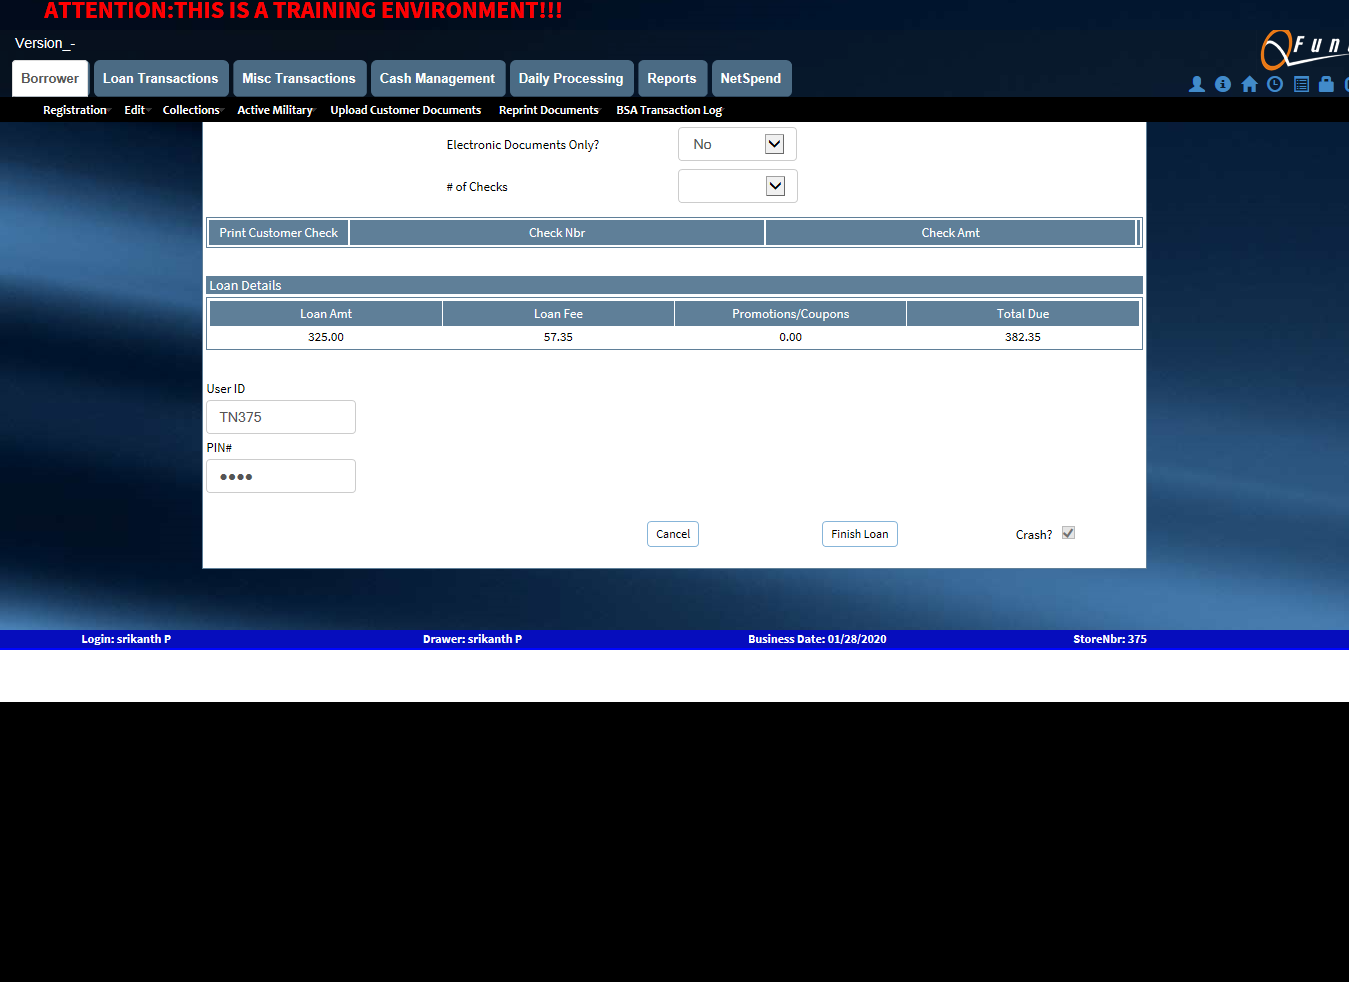 ATTENTION:THIS IS A TRAINING ENVIRONMENT!!!
Version_-
Borrower Loan Transactions Misc Transactions Cash Management Daily Processing Reports NetSpend
Registration Edit Collections Active Military Upload Customer Documents Reprint Documents BSA Transaction Log
Electronic Documents Only? No
# of Checks
Print Customer Check Check Nbr Check Amt
Loan Details
Loan Amt Loan Fee Promotions/Coupons Total Due
325.00 57.35 0.00 382.35
User ID
TN375
PIN#
Cancel Finish Loan Crash?
Login: srikanth P Drawer: srikanth P Business Date: 01/28/2020 StoreNbr: 375